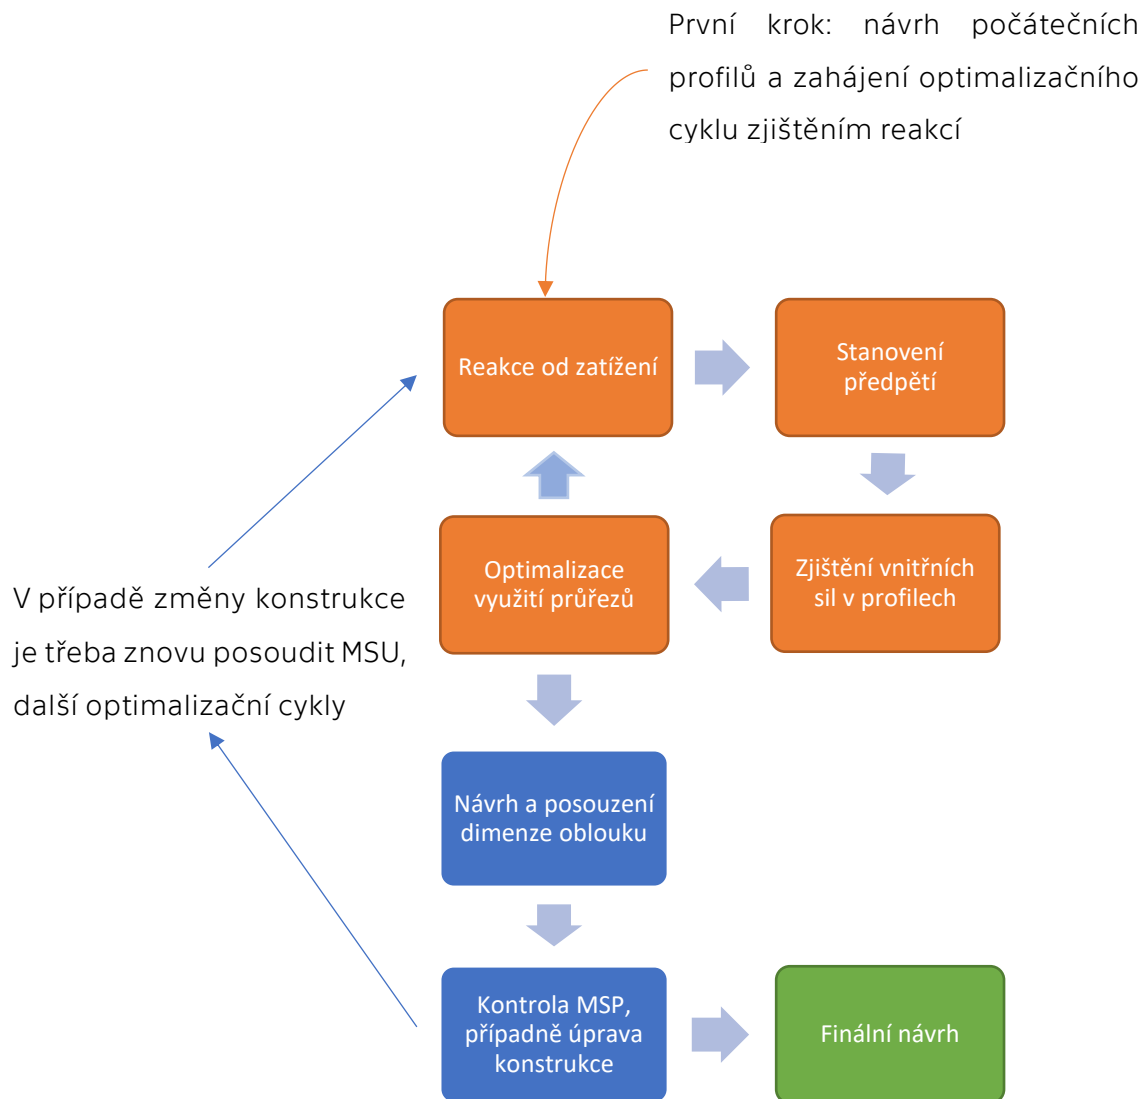 První krok: návrh počátečních
profilů a zahájení optimalizačního
cyklu zjištěním reakcí
Reakce od zatížení
Stanovení
předpětí
Optimalizace
využití průřezů
Zjištění vnitřních
sil v profilech
V případě změny konstrukce
je třeba znovu posoudit MSU,
další optimalizační cykly
Návrh a posouzení
dimenze oblouku
Kontrola MSP,
případně úprava
konstrukce
Finální návrh